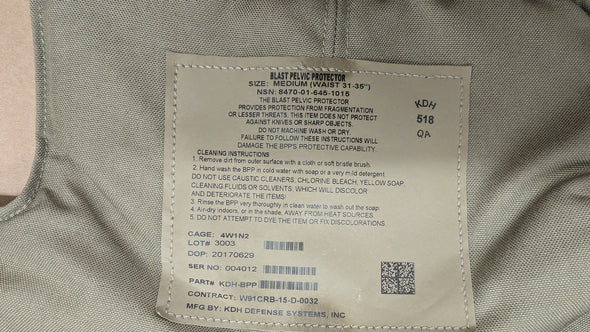 BLAST PELVIC PROTECTOR
SIZE: MEDIUM (WAIST 31-35")
NSN: 8470-01-645-1015
THE BLAST PELVIC PROTECTOR
PROVIDES PROTECTION FROM FRAGMENTATION
OR LESSER THREATS. THIS ITEM DOES NOT PROTECT
AGAINST KNIVES OR SHARP OBJECTS.
DO NOT MACHINE WASH OR DRY.
FAILURE TO FOLLOW THESE INSTRUCTIONS WILL
DAMAGE THE BPP'S PROTECTIVE CAPABILITY.
KDH
518
QA
CLEANING INSTRUCTIONS
1. Remove dirt from outer surface with a cloth or soft bristle brush.
2. Hand wash the BPP in cold water with soap or a very mild detergent
DO NOT USE CAUSTIC CLEANERS, CHLORINE BLEACH, YELLOW SOAP,
CLEANING FLUIDS OR SOLVENTS, WHICH WILL DISCOLOR
AND DETERIORATE THE ITEMS!
3. Rinse the BPP very thoroughly in clean water to wash out the soap.
4. Air-dry indoors, or in the shade, AWAY FROM HEAT SOURCES.
5. DO NOT ATTEMPT TO DYE THE ITEM OR FIX DISCOLORATIONS.
CAGE: 4W1N2
LOT# 3003
DOP: 20170629
SER NO: 004012
PART# KDH-BPP
CONTRACT: W91CRB-15-D-0032
MFG BY: KDH DEFENSE SYSTEMS, INC